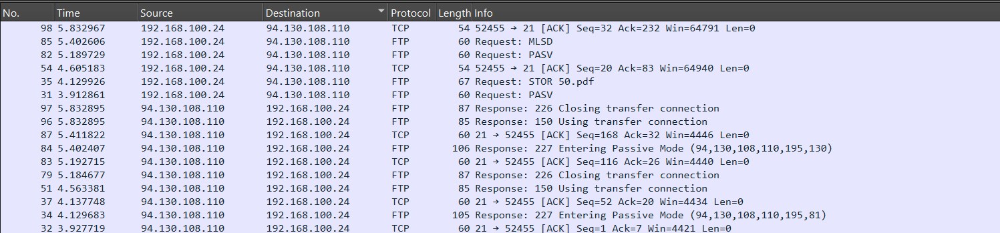 No. Time Source Destination Protocol Length Info
98 5.832967 192.168.100.24 94.130.108.110 TCP 54 52455 → 21 [ACK] Seq=32 Ack=232 Win=64791 Len=0
85 5.402606 192.168.100.24 94.130.108.110 FTP 60 Request: MLSD
82 5.189729 192.168.100.24 94.130.108.110 FTP 60 Request: PASV
54 4.605183 192.168.100.24 94.130.108.110 TCP 54 52455 → 21 [ACK] Seq=20 Ack=83 Win=64940 Len=0
35 4.129926 192.168.100.24 94.130.108.110 FTP 67 Request: STOR 50.pdf
31 3.912861 192.168.100.24 94.130.108.110 FTP 60 Request: PASV
97 5.832895 94.130.108.110 192.168.100.24 FTP 87 Response: 226 Closing transfer connection
96 5.832895 94.130.108.110 192.168.100.24 FTP 85 Response: 150 Using transfer connection
87 5.411822 94.130.108.110 192.168.100.24 TCP 60 21 → 52455 [ACK] Seq=168 Ack=32 Win=4446 Len=0
84 5.402407 94.130.108.110 192.168.100.24 FTP 106 Response: 227 Entering Passive Mode (94,130,108,110,195,130)
83 5.192715 94.130.108.110 192.168.100.24 TCP 60 21 → 52455 [ACK] Seq=116 Ack=26 Win=4440 Len=0
79 5.184677 94.130.108.110 192.168.100.24 FTP 87 Response: 226 Closing transfer connection
51 4.563381 94.130.108.110 192.168.100.24 FTP 85 Response: 150 Using transfer connection
37 4.137748 94.130.108.110 192.168.100.24 TCP 60 21 → 52455 [ACK] Seq=52 Ack=20 Win=4434 Len=0
34 4.129683 94.130.108.110 192.168.100.24 FTP 105 Response: 227 Entering Passive Mode (94,130,108,110,195,81)
32 3.927719 94.130.108.110 192.168.100.24 TCP 60 21 → 52455 [ACK] Seq=1 Ack=7 Win=4421 Len=0